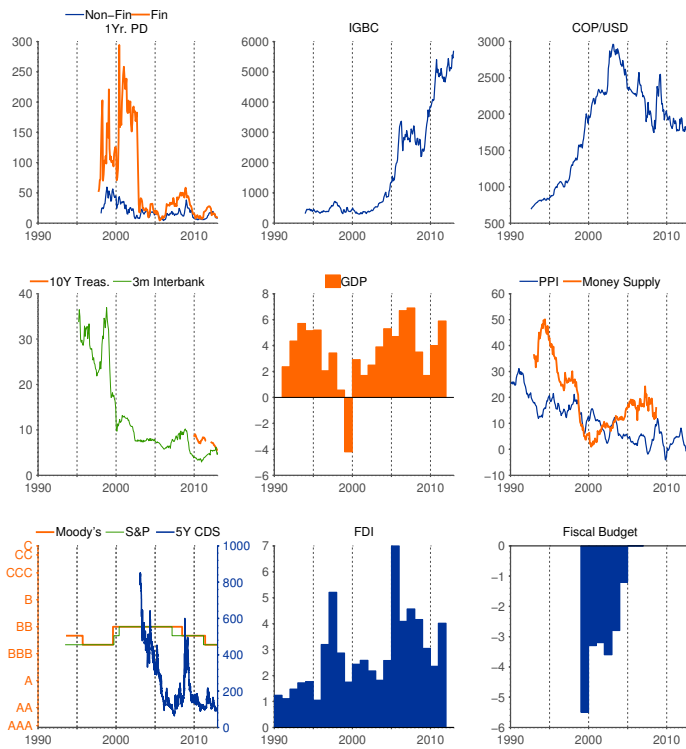 Non−Fin Fin
1Yr. PD
IGBC
COP/USD
300
250
200
150
100
50
0
1990 2000 2010
6000
5000
4000
3000
2000
1000
0
1990 2000 2010
3000
2500
2000
1500
1000
500
1990 2000 2010
10Y Treas. 3m Interbank
GDP
PPI Money Supply
40
30
20
10
0
1990 2000 2010
8
6
4
2
0
−2
−4
−6
1990 2000 2010
60
50
40
30
20
10
0
−10
1990 2000 2010
Moody's S&P 5Y CDS
FDI
Fiscal Budget
C
CC
CCC
B
BB
BBB
A
AA
AAA
1000
800
600
400
200
0
1990 2000 2010
7
6
5
4
3
2
1
0
1990 2000 2010
0
−1
−2
−3
−4
−5
−6
1990 2000 2010